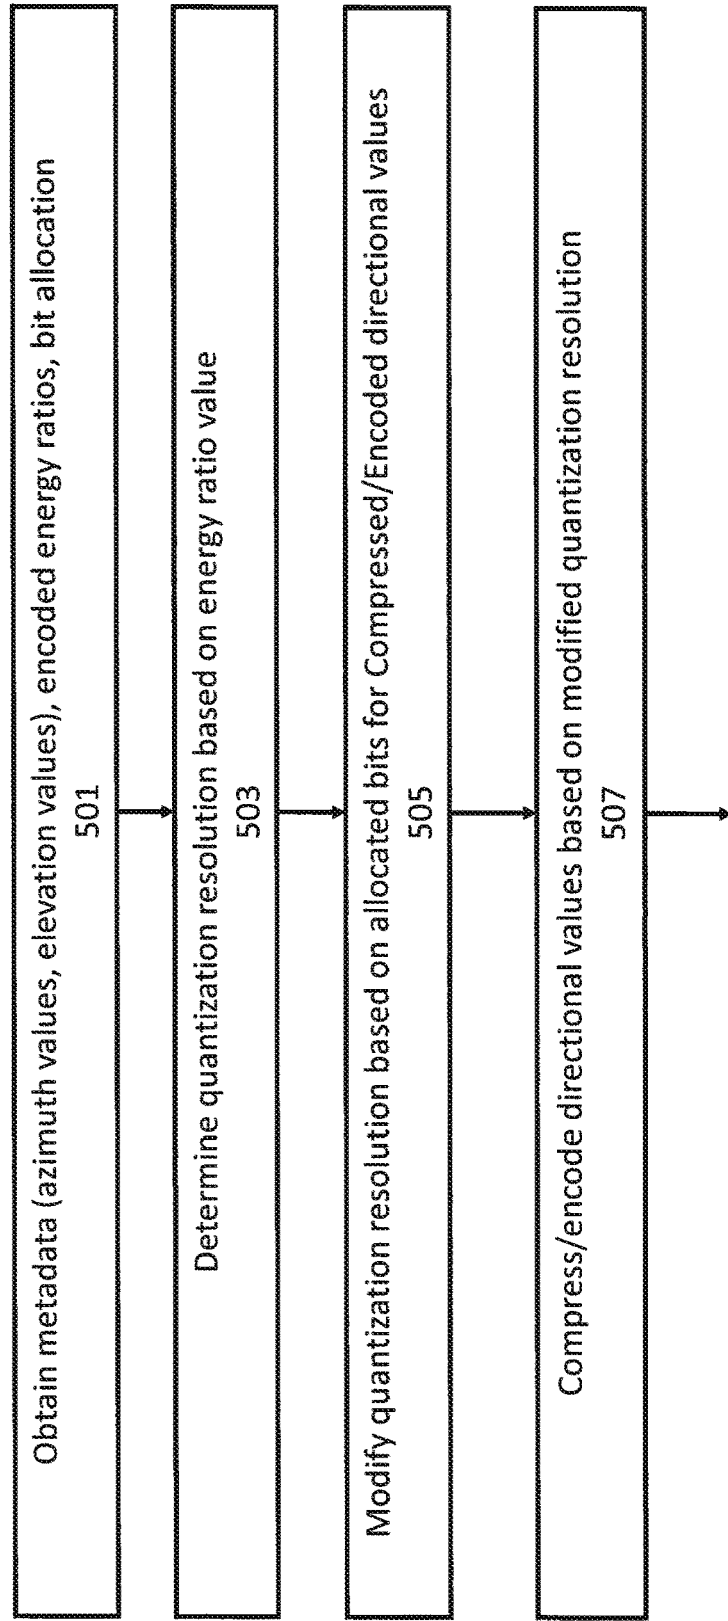 Obtain metadata (azimuth values, elevation values), encoded energy ratios, bit allocation
501
Determine quantization resolution based on energy ratio value
503
Modify quantization resolution based on allocated bits for Compressed/Encoded directional values
505
Compress/encode directional values based on modified quantization resolution
507